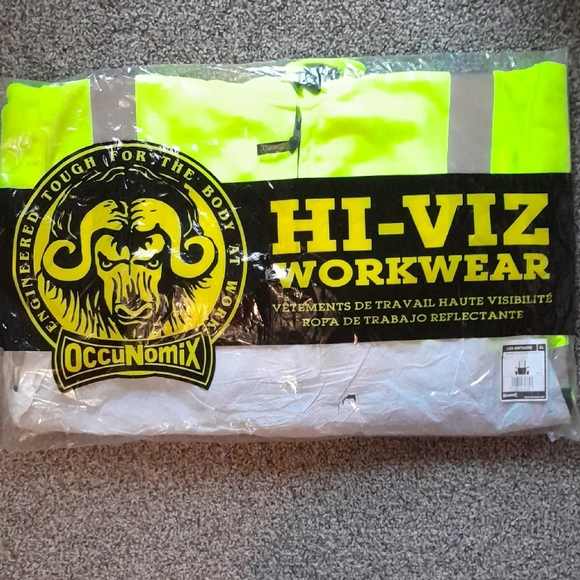 ENGINEERED TOUGH FOR THE BODY AT WORK
OCCUNOMIX
HI-VIZ
WORKWEAR
VÊTEMENTS DE TRAVAIL HAUTE VISIBILITÉ
ROPA DE TRABAJO REFLECTANTE
XL